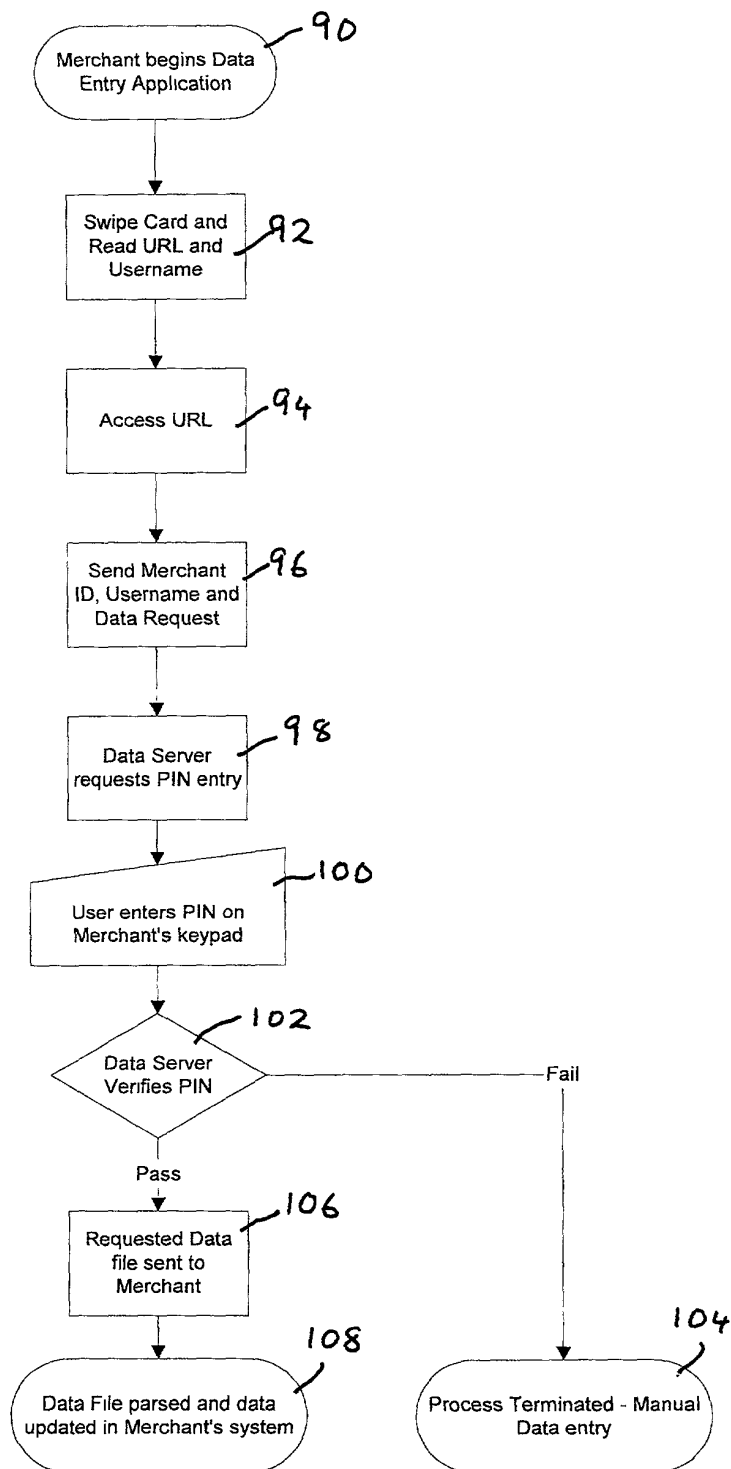 90
Merchant begins Data
Entry Application
Swipe Card and
Read URL and
Username
92
Access URL
94
Send Merchant
ID, Username and
Data Request
96
Data Server
requests PIN entry
98
User enters PIN on
Merchant's keypad
100
Data Server
Verifies PIN
102
Fail
Pass
Requested Data
file sent to
Merchant
106
Data File parsed and data
updated in Merchant's system
108
Process Terminated - Manual
Data entry
104